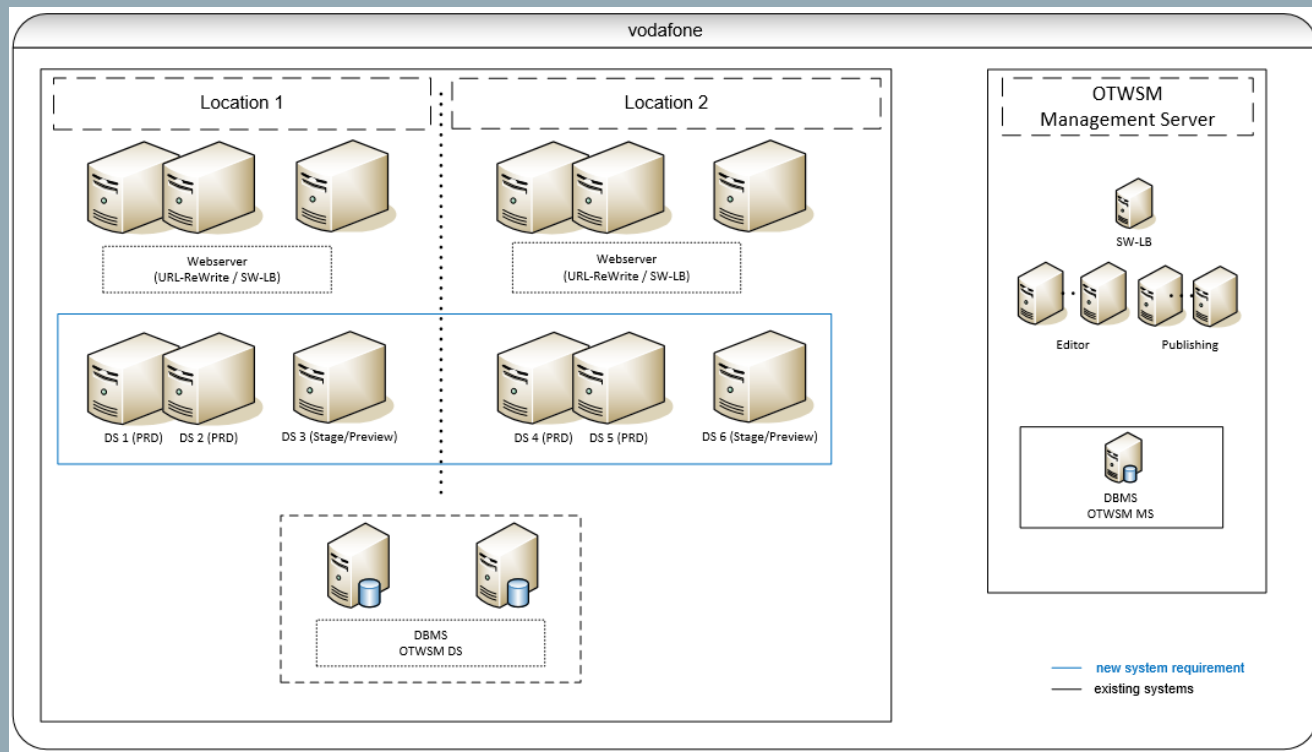 vodafone
Location 1
Location 2
OTWSM
Management Server
SW-LB
Webserver
(URL-ReWrite / SW-LB)
Webserver
(URL-ReWrite / SW-LB)
Editor
Publishing
DS 1 (PRD)
DS 2 (PRD)
DS 3 (Stage/Preview)
DS 4 (PRD)
DS 5 (PRD)
DS 6 (Stage/Preview)
DBMS
OTWSM MS
DBMS
OTWSM DS
new system requirement
existing systems